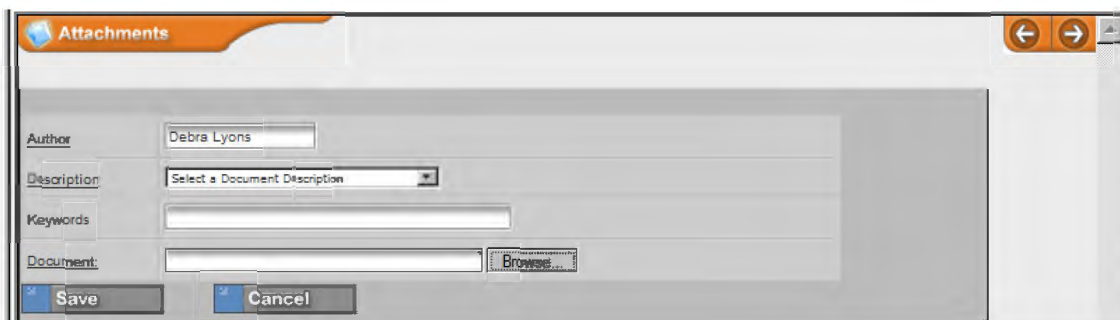 Attachments
Author Debra Lyons
Description Select a Document Description
Keywords
Document: Browse...
Save Cancel